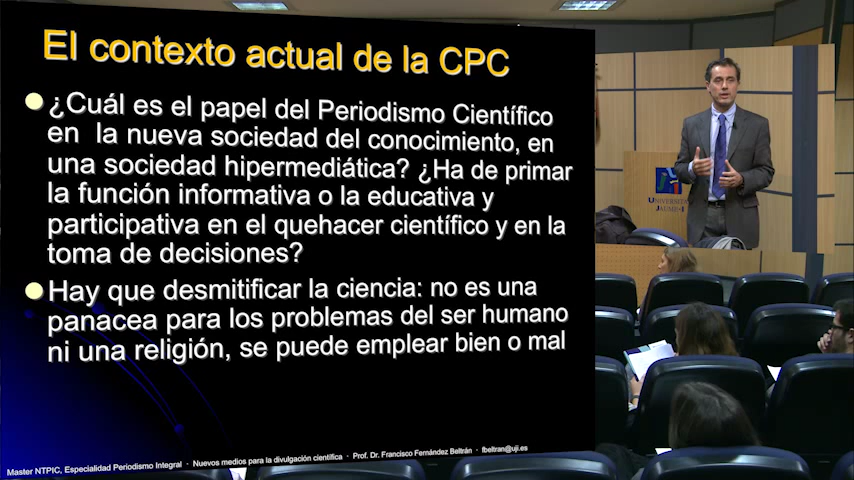 El contexto actual de la CPC
¿Cuál es el papel del Periodismo Científico
en la nueva sociedad del conocimiento, en
una sociedad hipermediática? ¿Ha de primar
la función informativa o la educativa y
participativa en el quehacer científico y en la
toma de decisiones?
Hay que desmitificar la ciencia: no es una
panacea para los problemas del ser humano
ni una religión, se puede emplear bien o mal
Master NTPIC, Especialidad Periodismo Integral - Nuevos medios para la divulgación científica - Prof. Dr. Francisco Fernández Beltrán - fbeltran@uji.es
UNIVERSITAT
JAUME·I